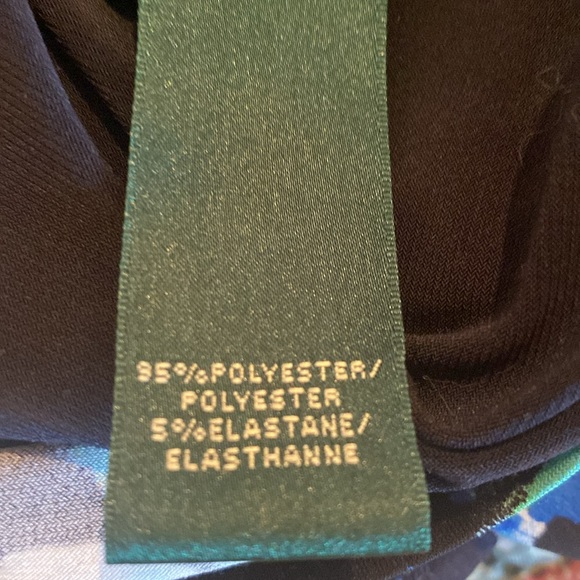 95%POLYESTER/
POLYESTER
5%ELASTANE/
ELASTHANNE